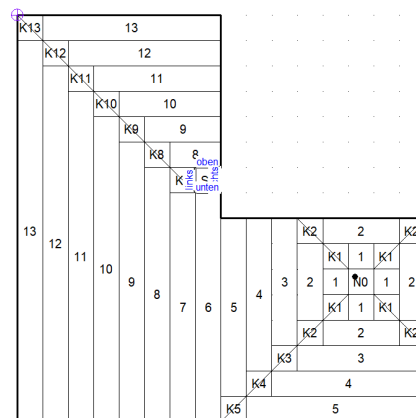 K13 13
K12 12
K11 11
K10 10
K9 9
K8 8
oben
links
unten
K2 2 K2
K1 1 K1
13 12 11 10 9 8 7 6 5 4 3 2 1 N0 1 2
K1 1 K1
K2 2 K2
K3 3
K4 4
K5 5